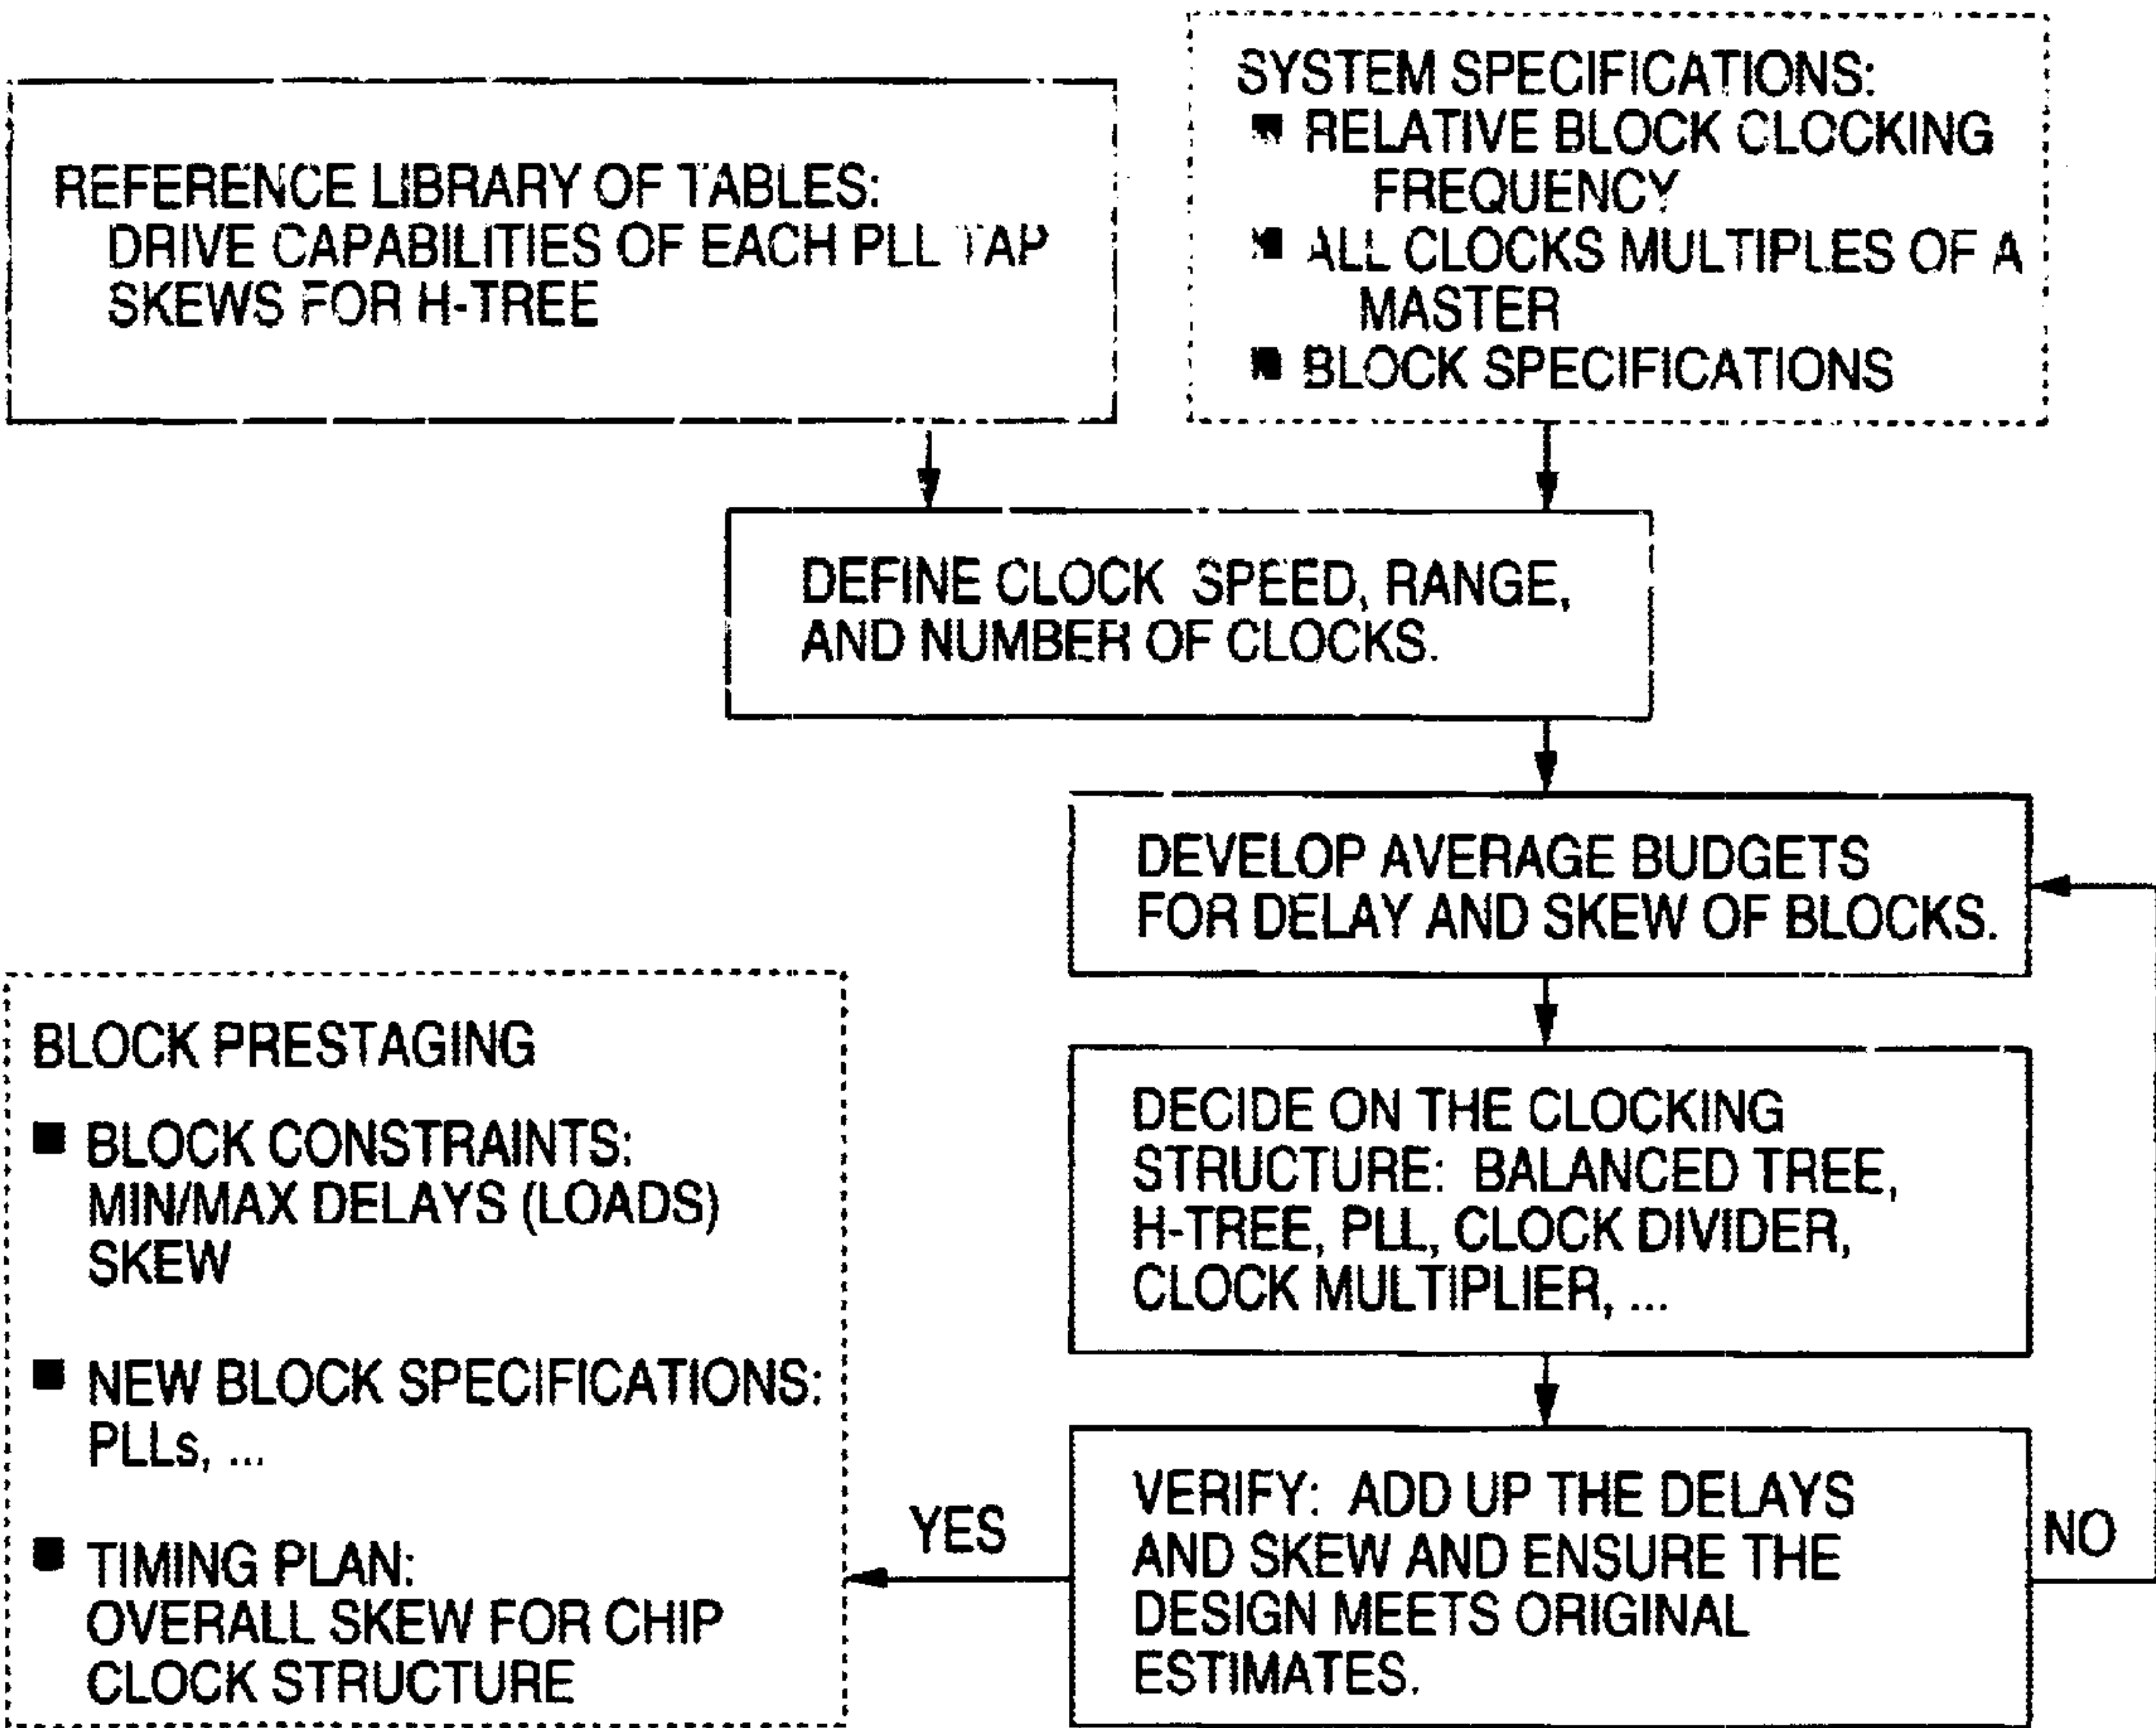 REFERENCE LIBRARY OF TABLES:
DRIVE CAPABILITIES OF EACH PLL TAP
SKEWS FOR H-TREE
SYSTEM SPECIFICATIONS:
■ RELATIVE BLOCK CLOCKING
FREQUENCY
■ ALL CLOCKS MULTIPLES OF A
MASTER
■ BLOCK SPECIFICATIONS
DEFINE CLOCK SPEED, RANGE,
AND NUMBER OF CLOCKS.
DEVELOP AVERAGE BUDGETS
FOR DELAY AND SKEW OF BLOCKS.
DECIDE ON THE CLOCKING
STRUCTURE: BALANCED TREE,
H-TREE, PLL, CLOCK DIVIDER,
CLOCK MULTIPLIER, ...
VERIFY: ADD UP THE DELAYS
AND SKEW AND ENSURE THE
DESIGN MEETS ORIGINAL
ESTIMATES.
NO
YES
BLOCK PRESTAGING
■ BLOCK CONSTRAINTS:
MIN/MAX DELAYS (LOADS)
SKEW
■ NEW BLOCK SPECIFICATIONS:
PLLs, ...
■ TIMING PLAN:
OVERALL SKEW FOR CHIP
CLOCK STRUCTURE